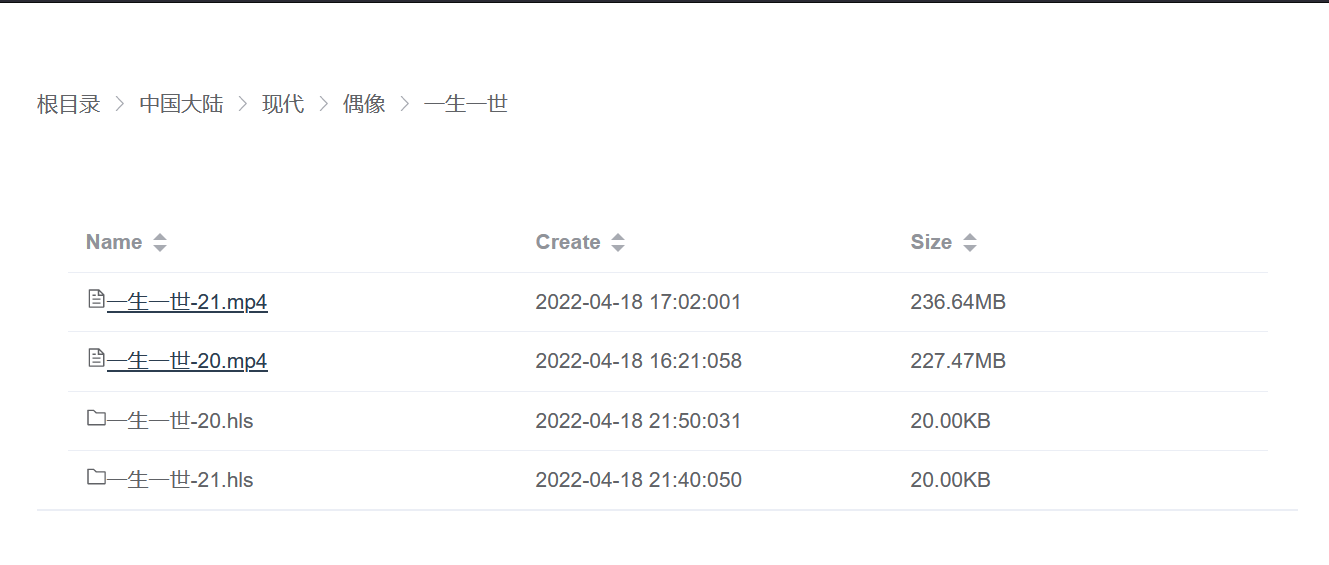 根目录 > 中国大陆 > 现代 > 偶像 > 一生一世
Name Create Size
一生一世-21.mp4 2022-04-18 17:02:001 236.64MB
一生一世-20.mp4 2022-04-18 16:21:058 227.47MB
一生一世-20.hls 2022-04-18 21:50:031 20.00KB
一生一世-21.hls 2022-04-18 21:40:050 20.00KB